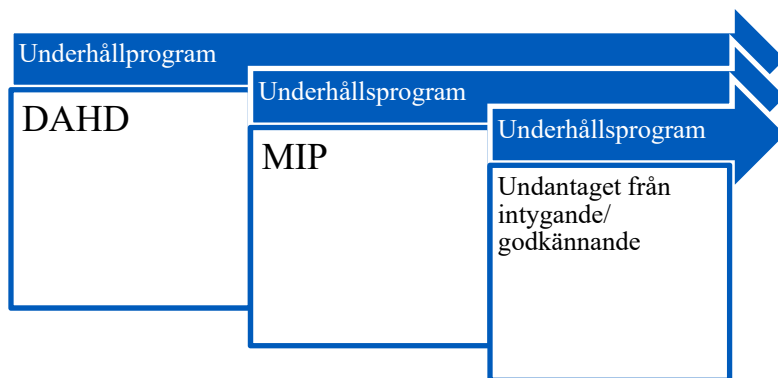 Underhållprogram
DAHD
Underhållsprogram
MIP
Underhållsprogram
Undantaget från
intygande/
godkännande